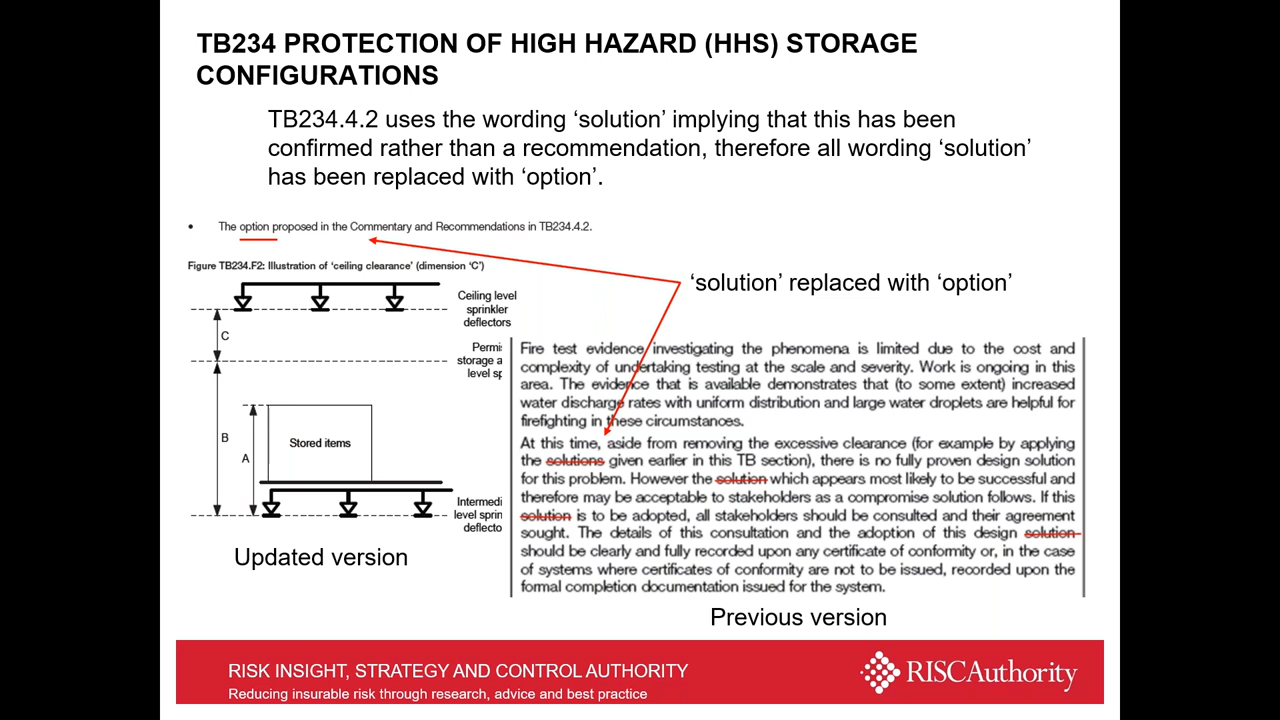 TB234 PROTECTION OF HIGH HAZARD (HHS) STORAGE
CONFIGURATIONS
TB234.4.2 uses the wording ‘solution’ implying that this has been
confirmed rather than a recommendation, therefore all wording ‘solution’
has been replaced with ‘option’.
• The option proposed in the Commentary and Recommendations in TB234.4.2.
Figure TB234.F2: Illustration of ‘ceiling clearance’ (dimension ‘C’)
Ceiling level
sprinkler
deflectors
C
Permi
storage a
level sp
B
A
Stored items
Intermedi
level sprin
deflecto
Updated version
‘solution’ replaced with ‘option’
Fire test evidence investigating the phenomena is limited due to the cost and
complexity of undertaking testing at the scale and severity. Work is ongoing in this
area. The evidence that is available demonstrates that (to some extent) increased
water discharge rates with uniform distribution and large water droplets are helpful for
firefighting in these circumstances.
At this time, aside from removing the excessive clearance (for example by applying
the solutions given earlier in this TB section), there is no fully proven design solution
for this problem. However the solution which appears most likely to be successful and
therefore may be acceptable to stakeholders as a compromise solution follows. If this
solution is to be adopted, all stakeholders should be consulted and their agreement
sought. The details of this consultation and the adoption of this design solution
should be clearly and fully recorded upon any certificate of conformity or, in the case
of systems where certificates of conformity are not to be issued, recorded upon the
formal completion documentation issued for the system.
Previous version
RISK INSIGHT, STRATEGY AND CONTROL AUTHORITY
Reducing insurable risk through research, advice and best practice
RISCAuthority